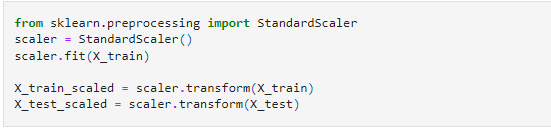 from sklearn.preprocessing import StandardScaler
scaler = StandardScaler()
scaler.fit(X_train)

X_train_scaled = scaler.transform(X_train)
X_test_scaled = scaler.transform(X_test)